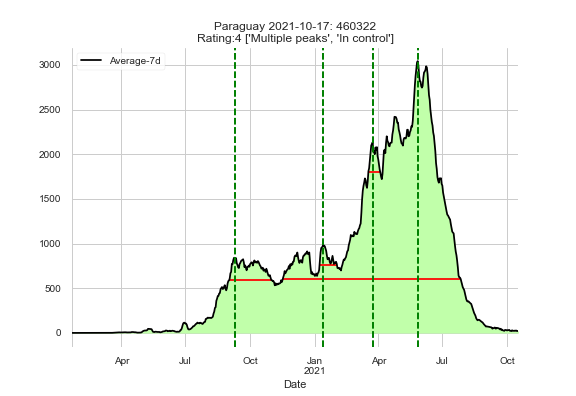 Paraguay 2021-10-17: 460322
Rating:4 ['Multiple peaks', 'In control']
Average-7d
3000
2500
2000
1500
1000
500
0
Apr Jul Oct Jan Apr Jul Oct
2021
Date